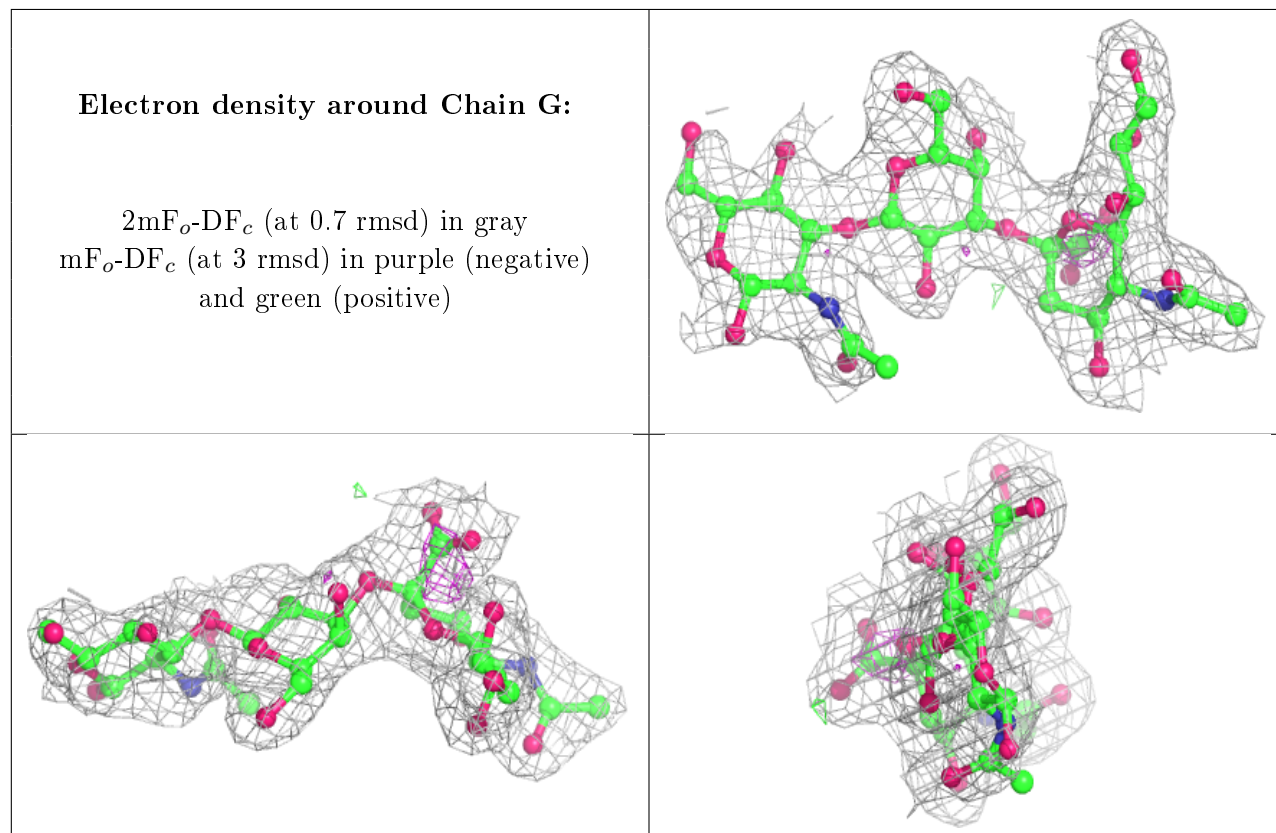 Electron density around Chain G:
2mFo-DFc (at 0.7 rmsd) in gray
mFo-DFc (at 3 rmsd) in purple (negative)
and green (positive)